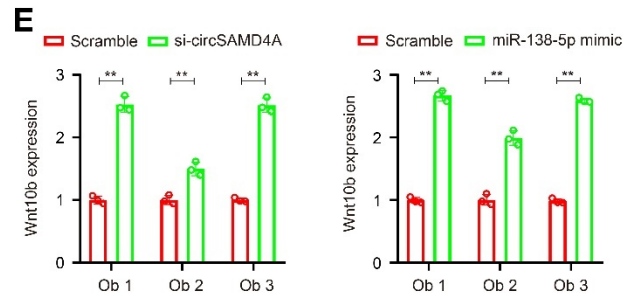 E
Scramble si-circSAMD4A
Wnt10b expression
3
2
1
0
** ** **
Ob 1 Ob 2 Ob 3
Scramble miR-138-5p mimic
Wnt10b expression
3
2
1
0
** ** **
Ob 1 Ob 2 Ob 3